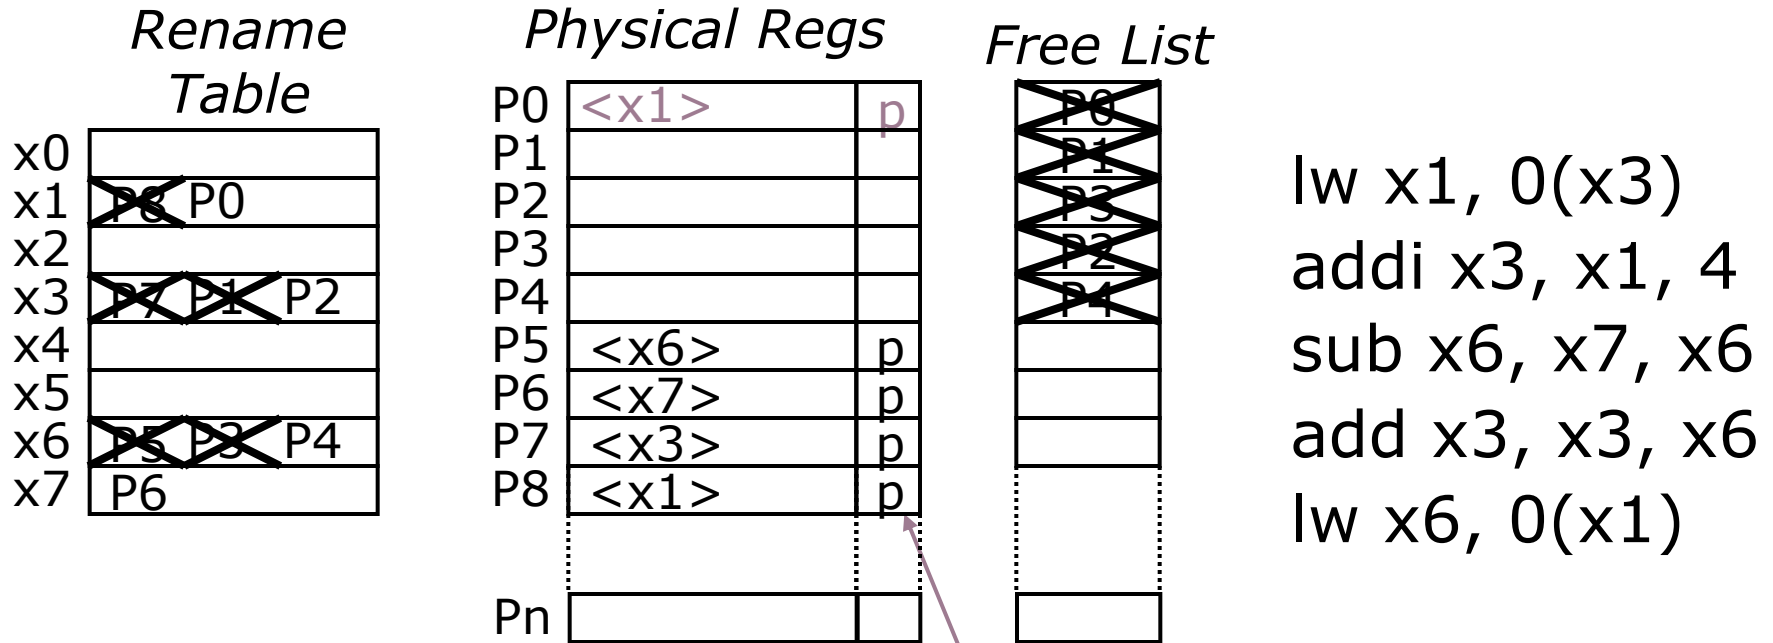 Rename
Table
x0
x1 P8 P0
x2
x3 P7 P1 P2
x4
x5
x6 P5 P3 P4
x7 P6
Physical Regs
P0 <x1> p
P1
P2
P3
P4
P5 <x6> p
P6 <x7> p
P7 <x3> p
P8 <x1> p
Pn
Free List
P0
P1
P3
P2
P4
lw x1, 0(x3)
addi x3, x1, 4
sub x6, x7, x6
add x3, x3, x6
lw x6, 0(x1)